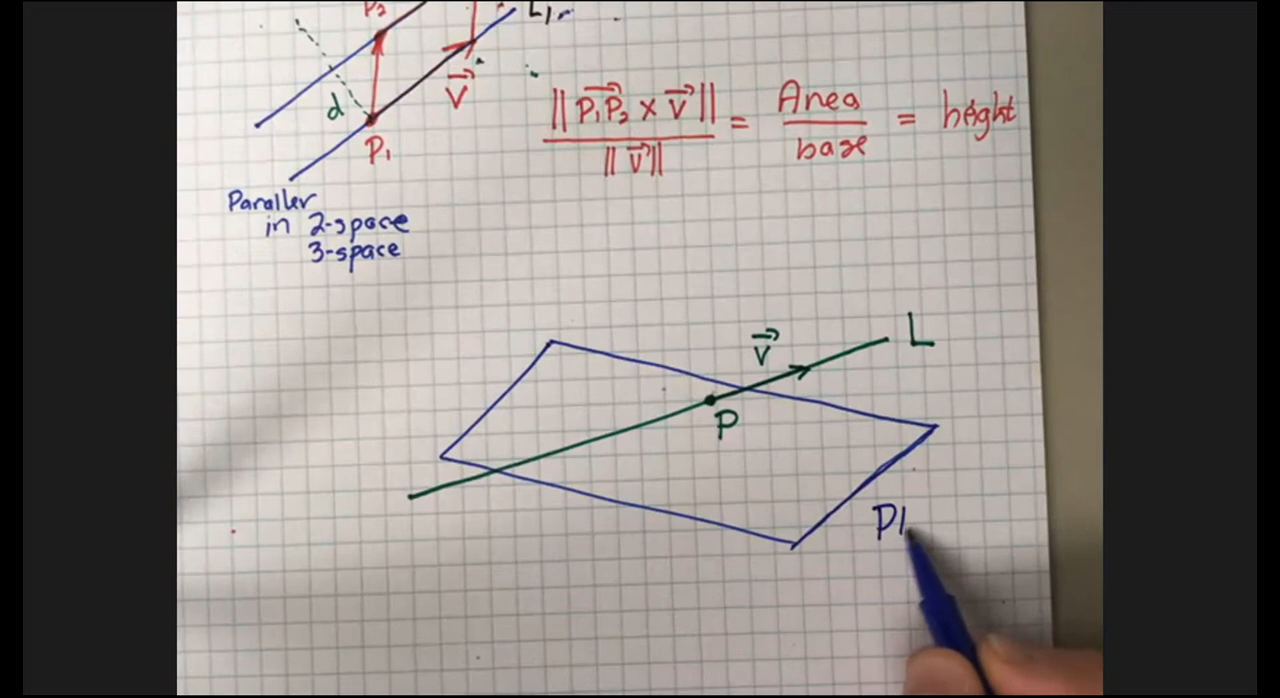 P₂
L₁
d
V⃗
P₁
|| P₁P₂⃗ × V⃗ || / || V⃗ || = Area / base = height
Paraller
in 2-space
3-space
V⃗
L
P
Pl